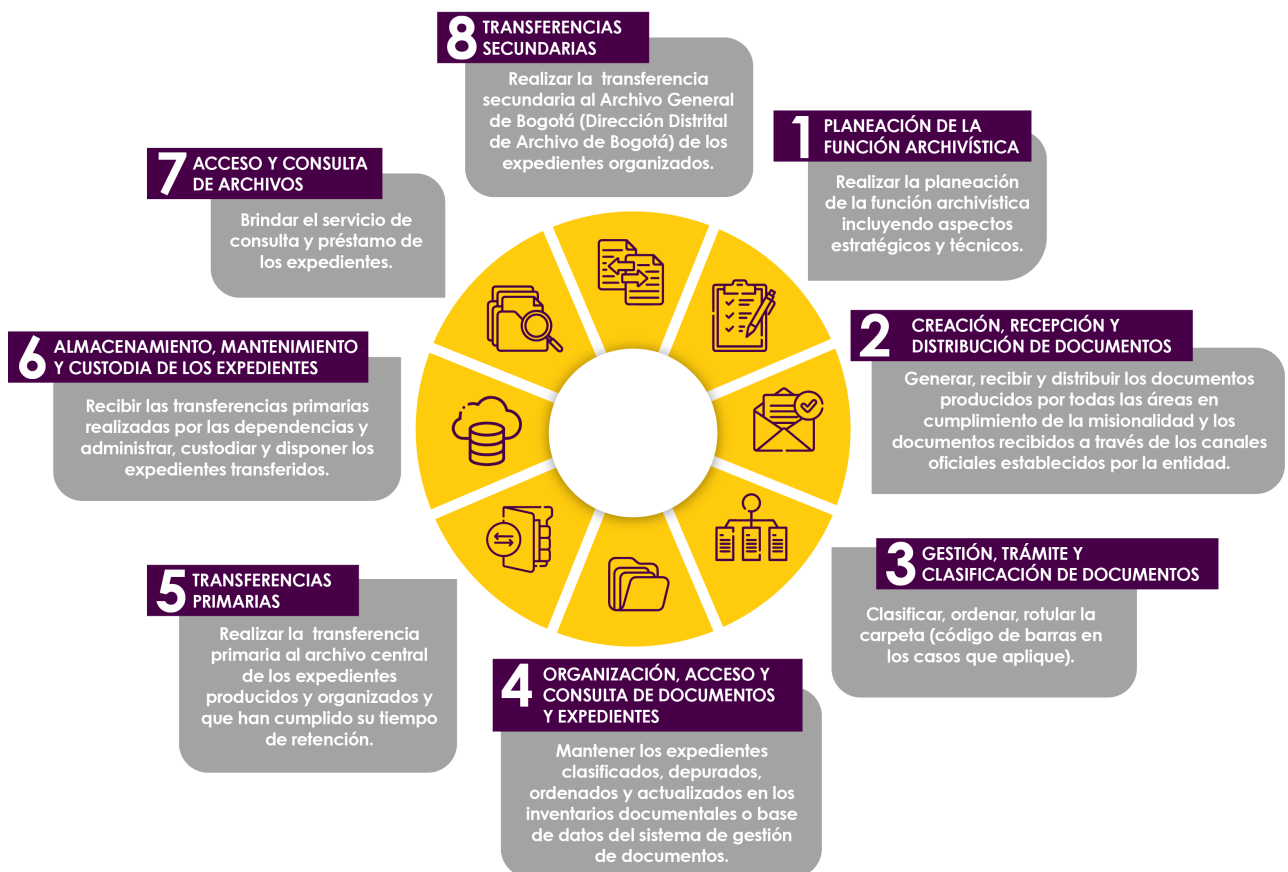 8 TRANSFERENCIAS
SECUNDARIAS
Realizar la transferencia
secundaria al Archivo General
de Bogotá (Dirección Distrital
de Archivo de Bogotá) de los
expedientes organizados.
1 PLANEACIÓN DE LA
FUNCIÓN ARCHIVÍSTICA
Realizar la planeación
de la función archivística
incluyendo aspectos
estratégicos y técnicos.
7 ACCESO Y CONSULTA
DE ARCHIVOS
Brindar el servicio de
consulta y préstamo de
los expedientes.
2 CREACIÓN, RECEPCIÓN Y
DISTRIBUCIÓN DE DOCUMENTOS
Generar, recibir y distribuir los documentos
producidos por todas las áreas en
cumplimiento de la misionalidad y los
documentos recibidos a través de los canales
oficiales establecidos por la entidad.
6 ALMACENAMIENTO, MANTENIMIENTO
Y CUSTODIA DE LOS EXPEDIENTES
Recibir las transferencias primarias
realizadas por las dependencias y
administrar, custodiar y disponer los
expedientes transferidos.
3 GESTIÓN, TRÁMITE Y
CLASIFICACIÓN DE DOCUMENTOS
Clasificar, ordenar, rotular la
carpeta (código de barras en
los casos que aplique).
5 TRANSFERENCIAS
PRIMARIAS
Realizar la transferencia
primaria al archivo central
de los expedientes
producidos y organizados y
que han cumplido su tiempo
de retención.
4 ORGANIZACIÓN, ACCESO Y
CONSULTA DE DOCUMENTOS
Y EXPEDIENTES
Mantener los expedientes
clasificados, depurados,
ordenados y actualizados en los
inventarios documentales o base
de datos del sistema de gestión
de documentos.